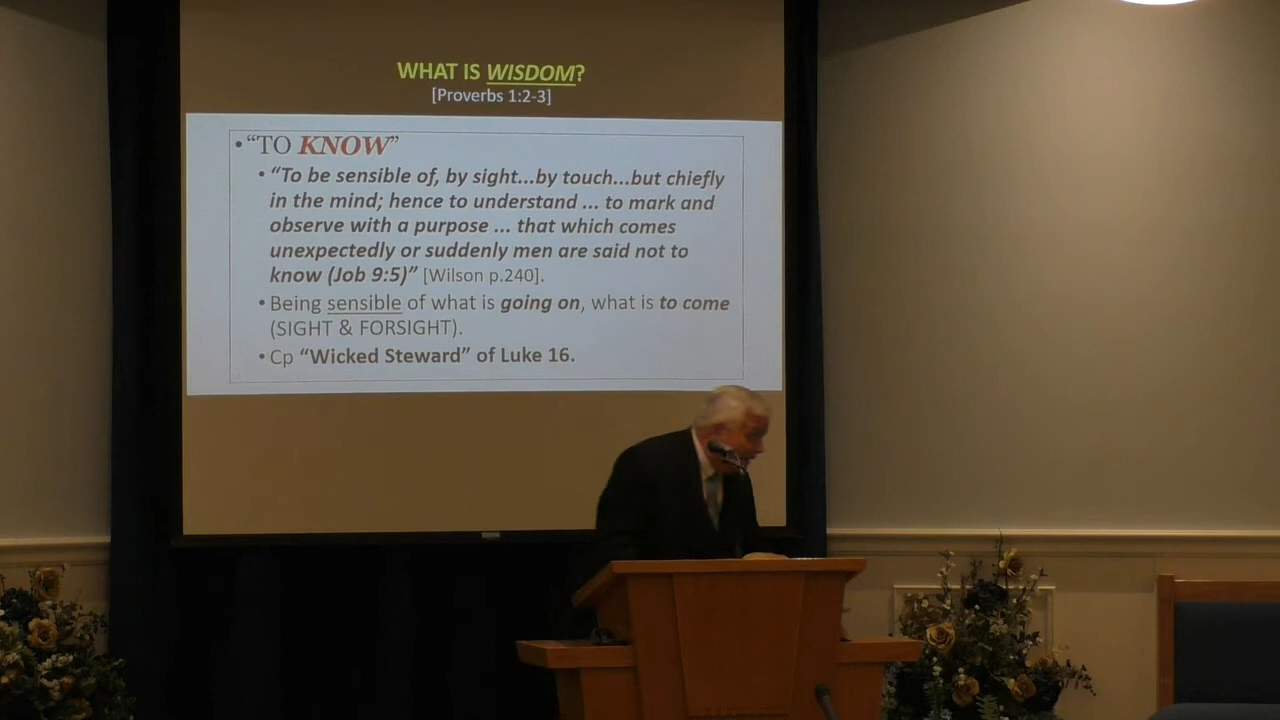 WHAT IS WISDOM?
[Proverbs 1:2-3]
• “TO KNOW”
• “To be sensible of, by sight...by touch...but chiefly
in the mind; hence to understand ... to mark and
observe with a purpose ... that which comes
unexpectedly or suddenly men are said not to
know (Job 9:5)” [Wilson p.240].
• Being sensible of what is going on, what is to come
(SIGHT & FORSIGHT).
• Cp “Wicked Steward” of Luke 16.